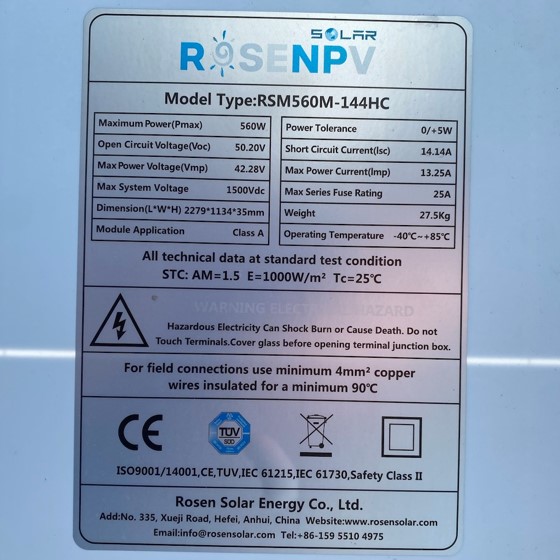 SOLAR
ROSENPV
Model Type:RSM560M-144HC
Maximum Power(Pmax) 560W
Open Circuit Voltage(Voc) 50.20V
Max Power Voltage(Vmp) 42.28V
Max System Voltage 1500Vdc
Dimension(L*W*H) 2279*1134*35mm
Module Application Class A
Power Tolerance 0/+5W
Short Circuit Current(Isc) 14.14A
Max Power Current(Imp) 13.25A
Max Series Fuse Rating 25A
Weight 27.5Kg
Operating Temperature -40℃~+85℃
All technical data at standard test condition
STC: AM=1.5 E=1000W/m² Tc=25℃
WARNING ELECTRICAL HAZARD
Hazardous Electricity Can Shock Burn or Cause Death. Do not
Touch Terminals.Cover glass before opening terminal junction box.
For field connections use minimum 4mm² copper
wires insulated for a minimum 90℃
CE
TÜV
SÜD
ISO9001/14001,CE,TUV,IEC 61215,IEC 61730,Safety Class II
Rosen Solar Energy Co., Ltd.
Add:No. 335, Xueji Road, Hefei, Anhui, China Website:www.rosensolar.com
Email:info@rosensolar.com Tel:+86-159 5510 4975